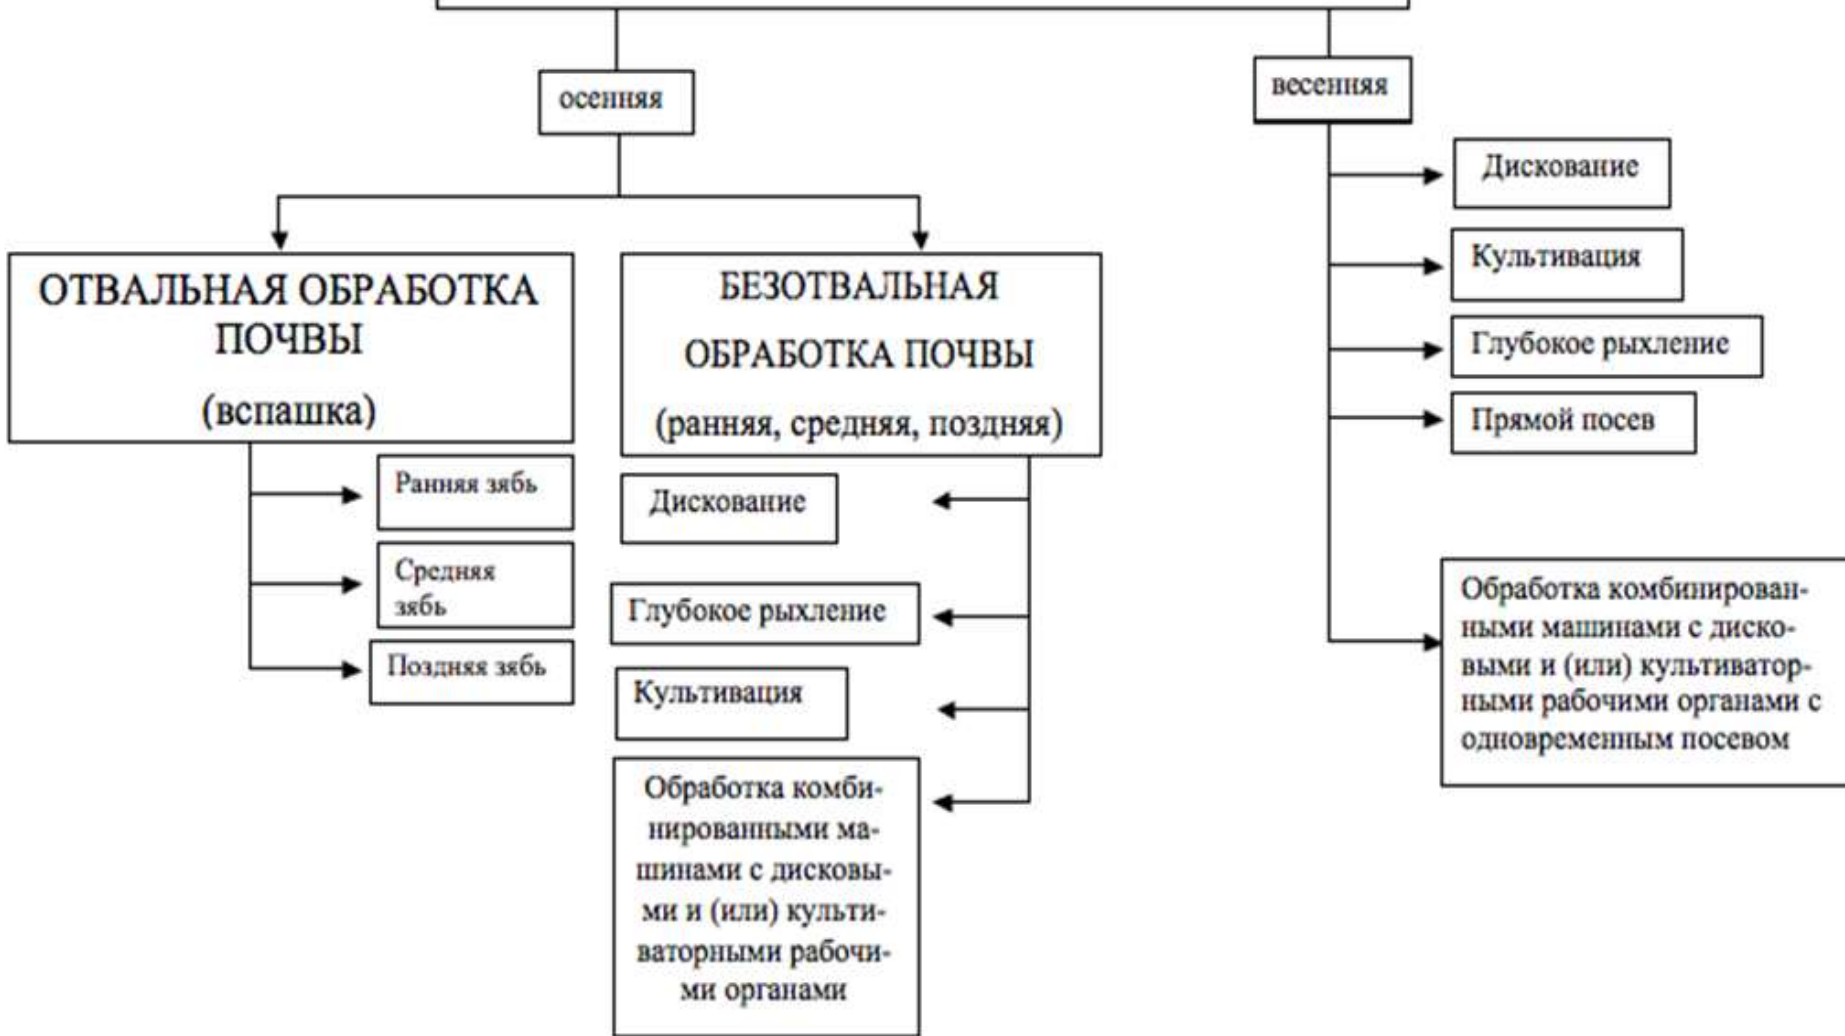 осенняя
весенняя
ОТВАЛЬНАЯ ОБРАБОТКА
ПОЧВЫ
(вспашка)
Ранняя зябь
Средняя
зябь
Поздняя зябь
БЕЗОТВАЛЬНАЯ
ОБРАБОТКА ПОЧВЫ
(ранняя, средняя, поздняя)
Дискование
Глубокое рыхление
Культивация
Обработка комби-
нированными ма-
шинами с дисковы-
ми и (или) культи-
ваторными рабочи-
ми органами
Дискование
Культивация
Глубокое рыхление
Прямой посев
Обработка комбинирован-
ными машинами с диско-
выми и (или) культиватор-
ными рабочими органами с
одновременным посевом